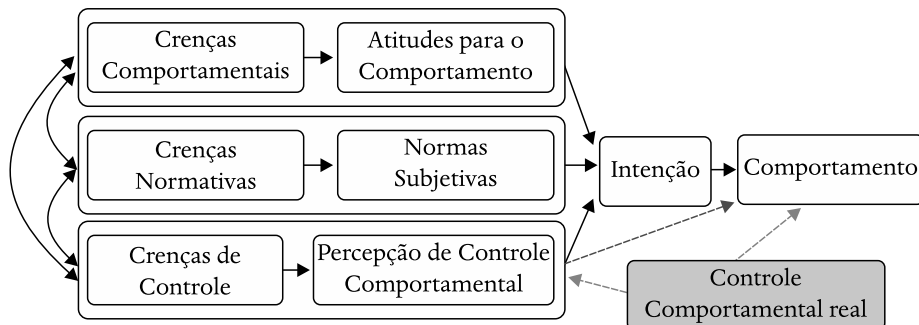 Crenças
Comportamentais
Atitudes para o
Comportamento
Crenças
Normativas
Normas
Subjetivas
Intenção
Comportamento
Crenças de
Controle
Percepção de Controle
Comportamental
Controle
Comportamental real